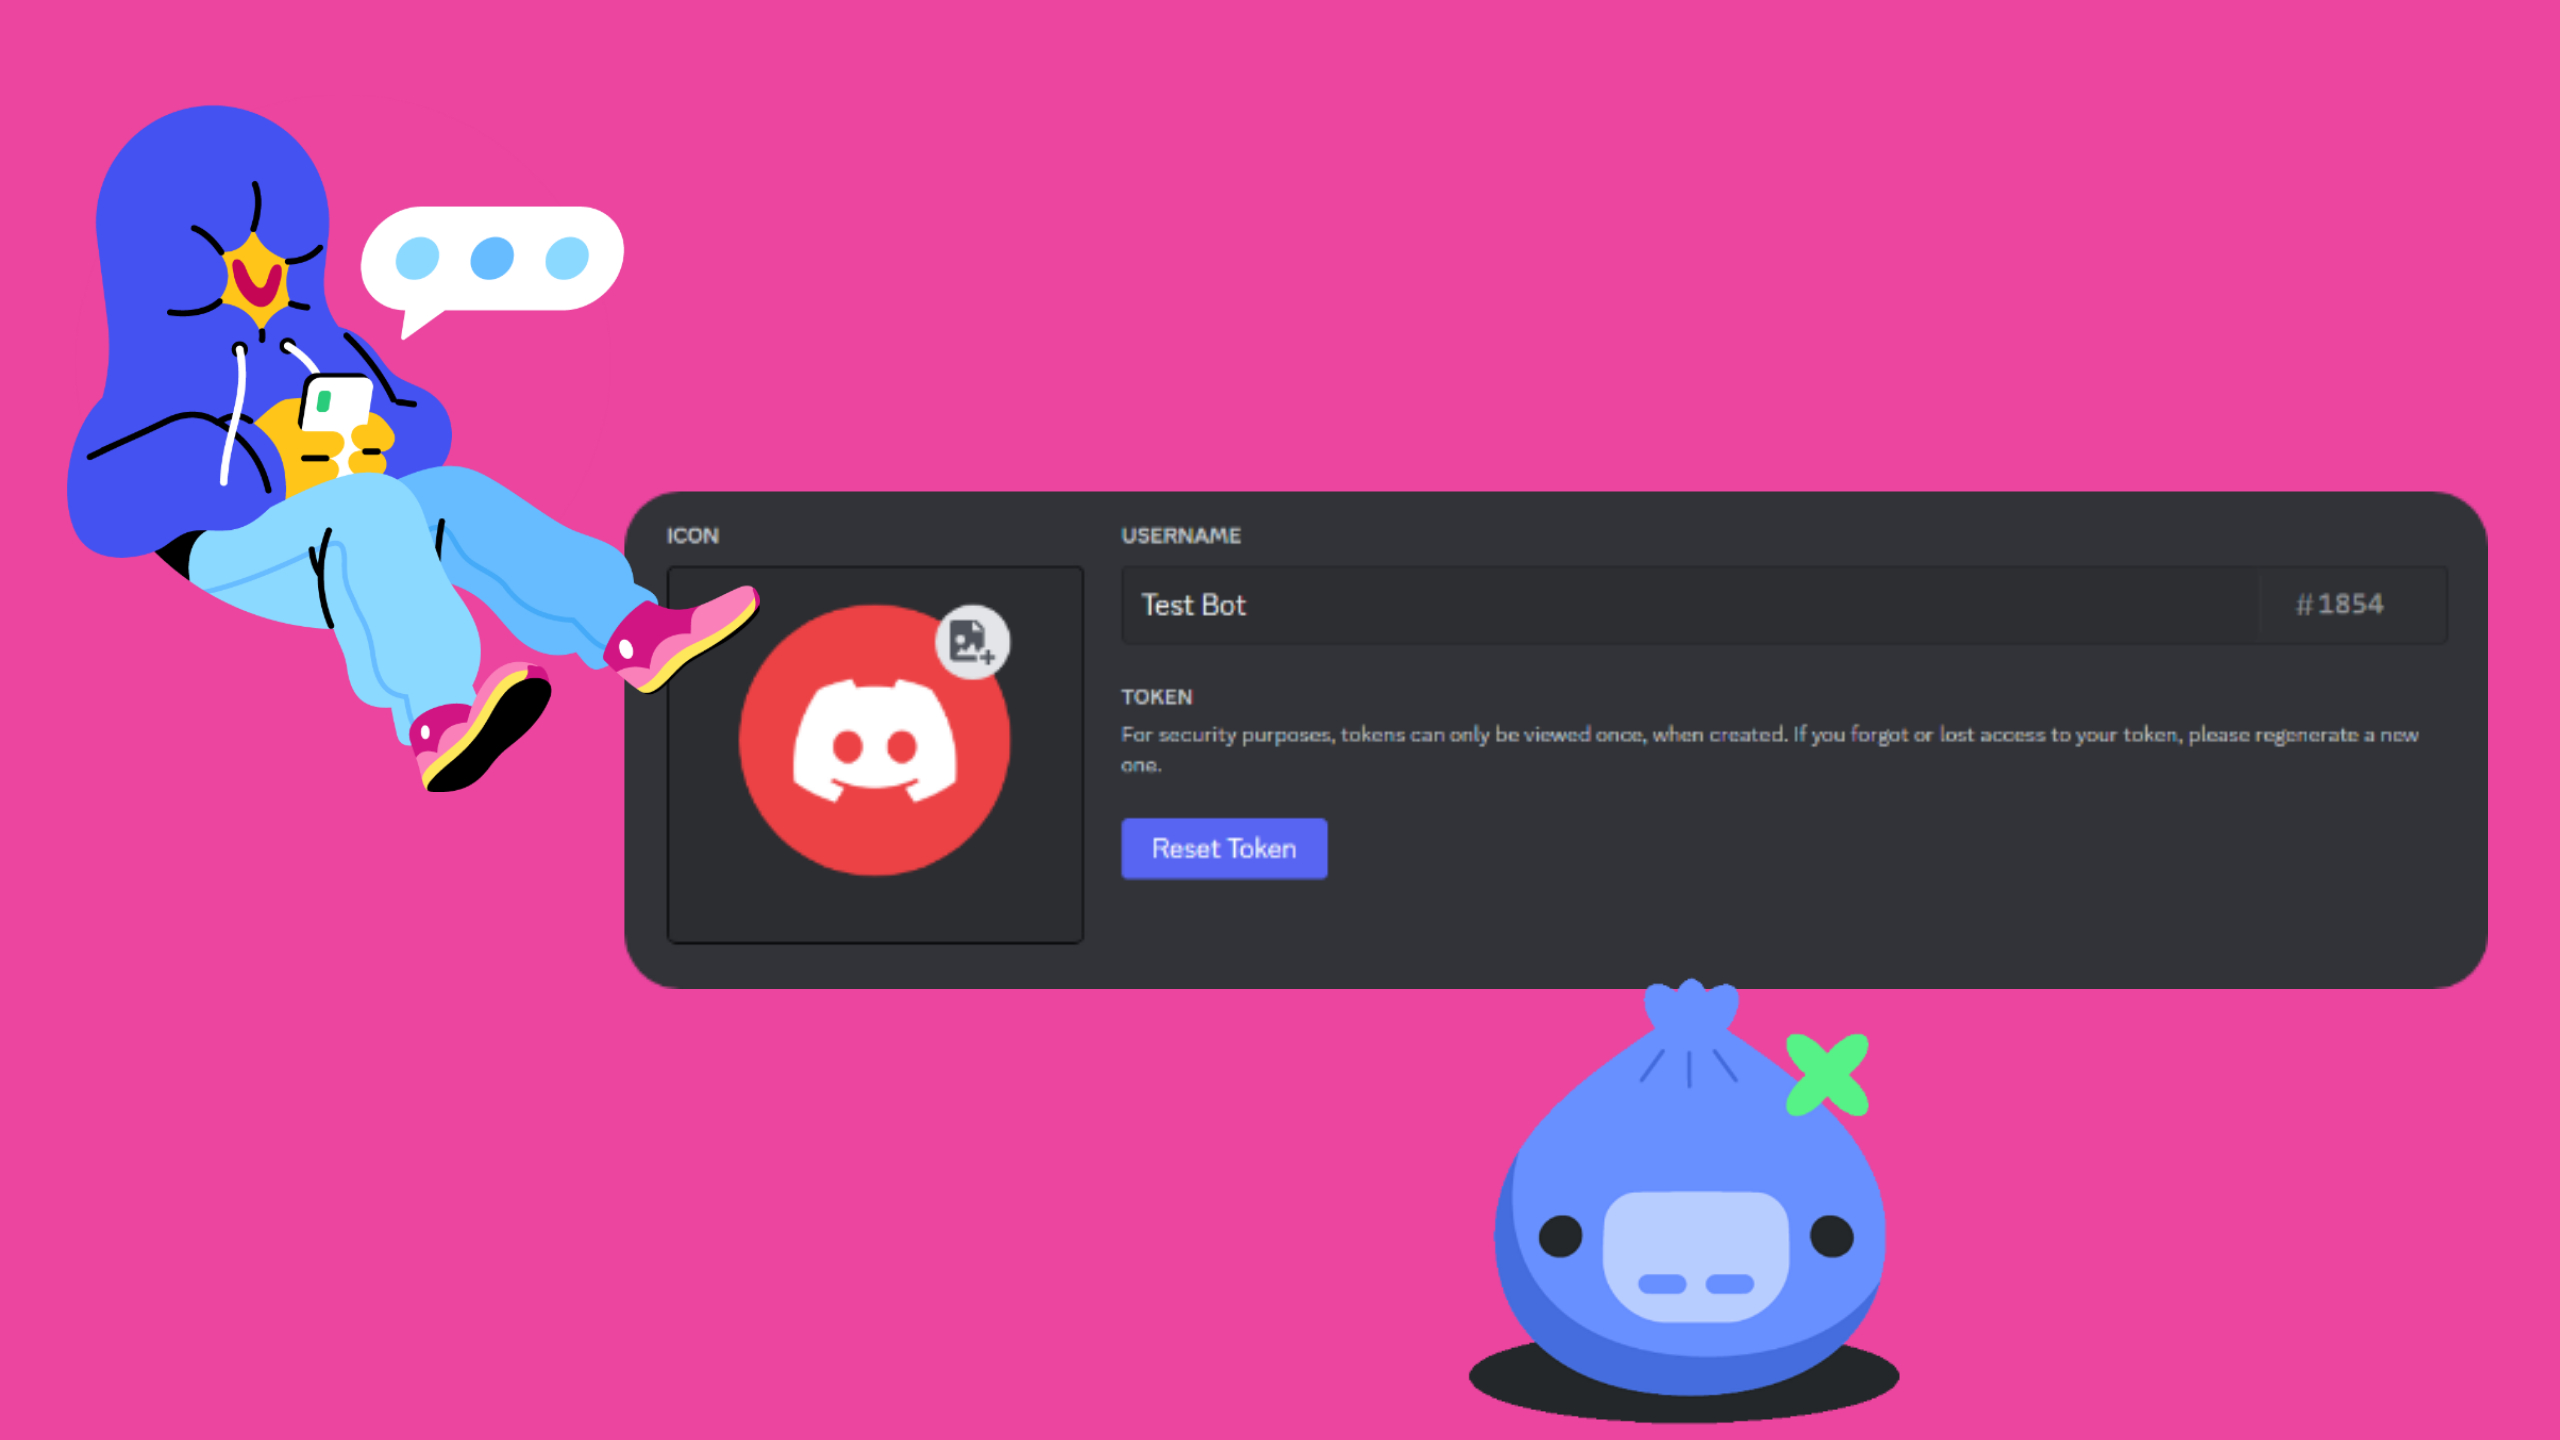 ICON
USERNAME
Test Bot
#1854
TOKEN
For security purposes, tokens can only be viewed once, when created. If you forgot or lost access to your token, please regenerate a new
one.
Reset Token